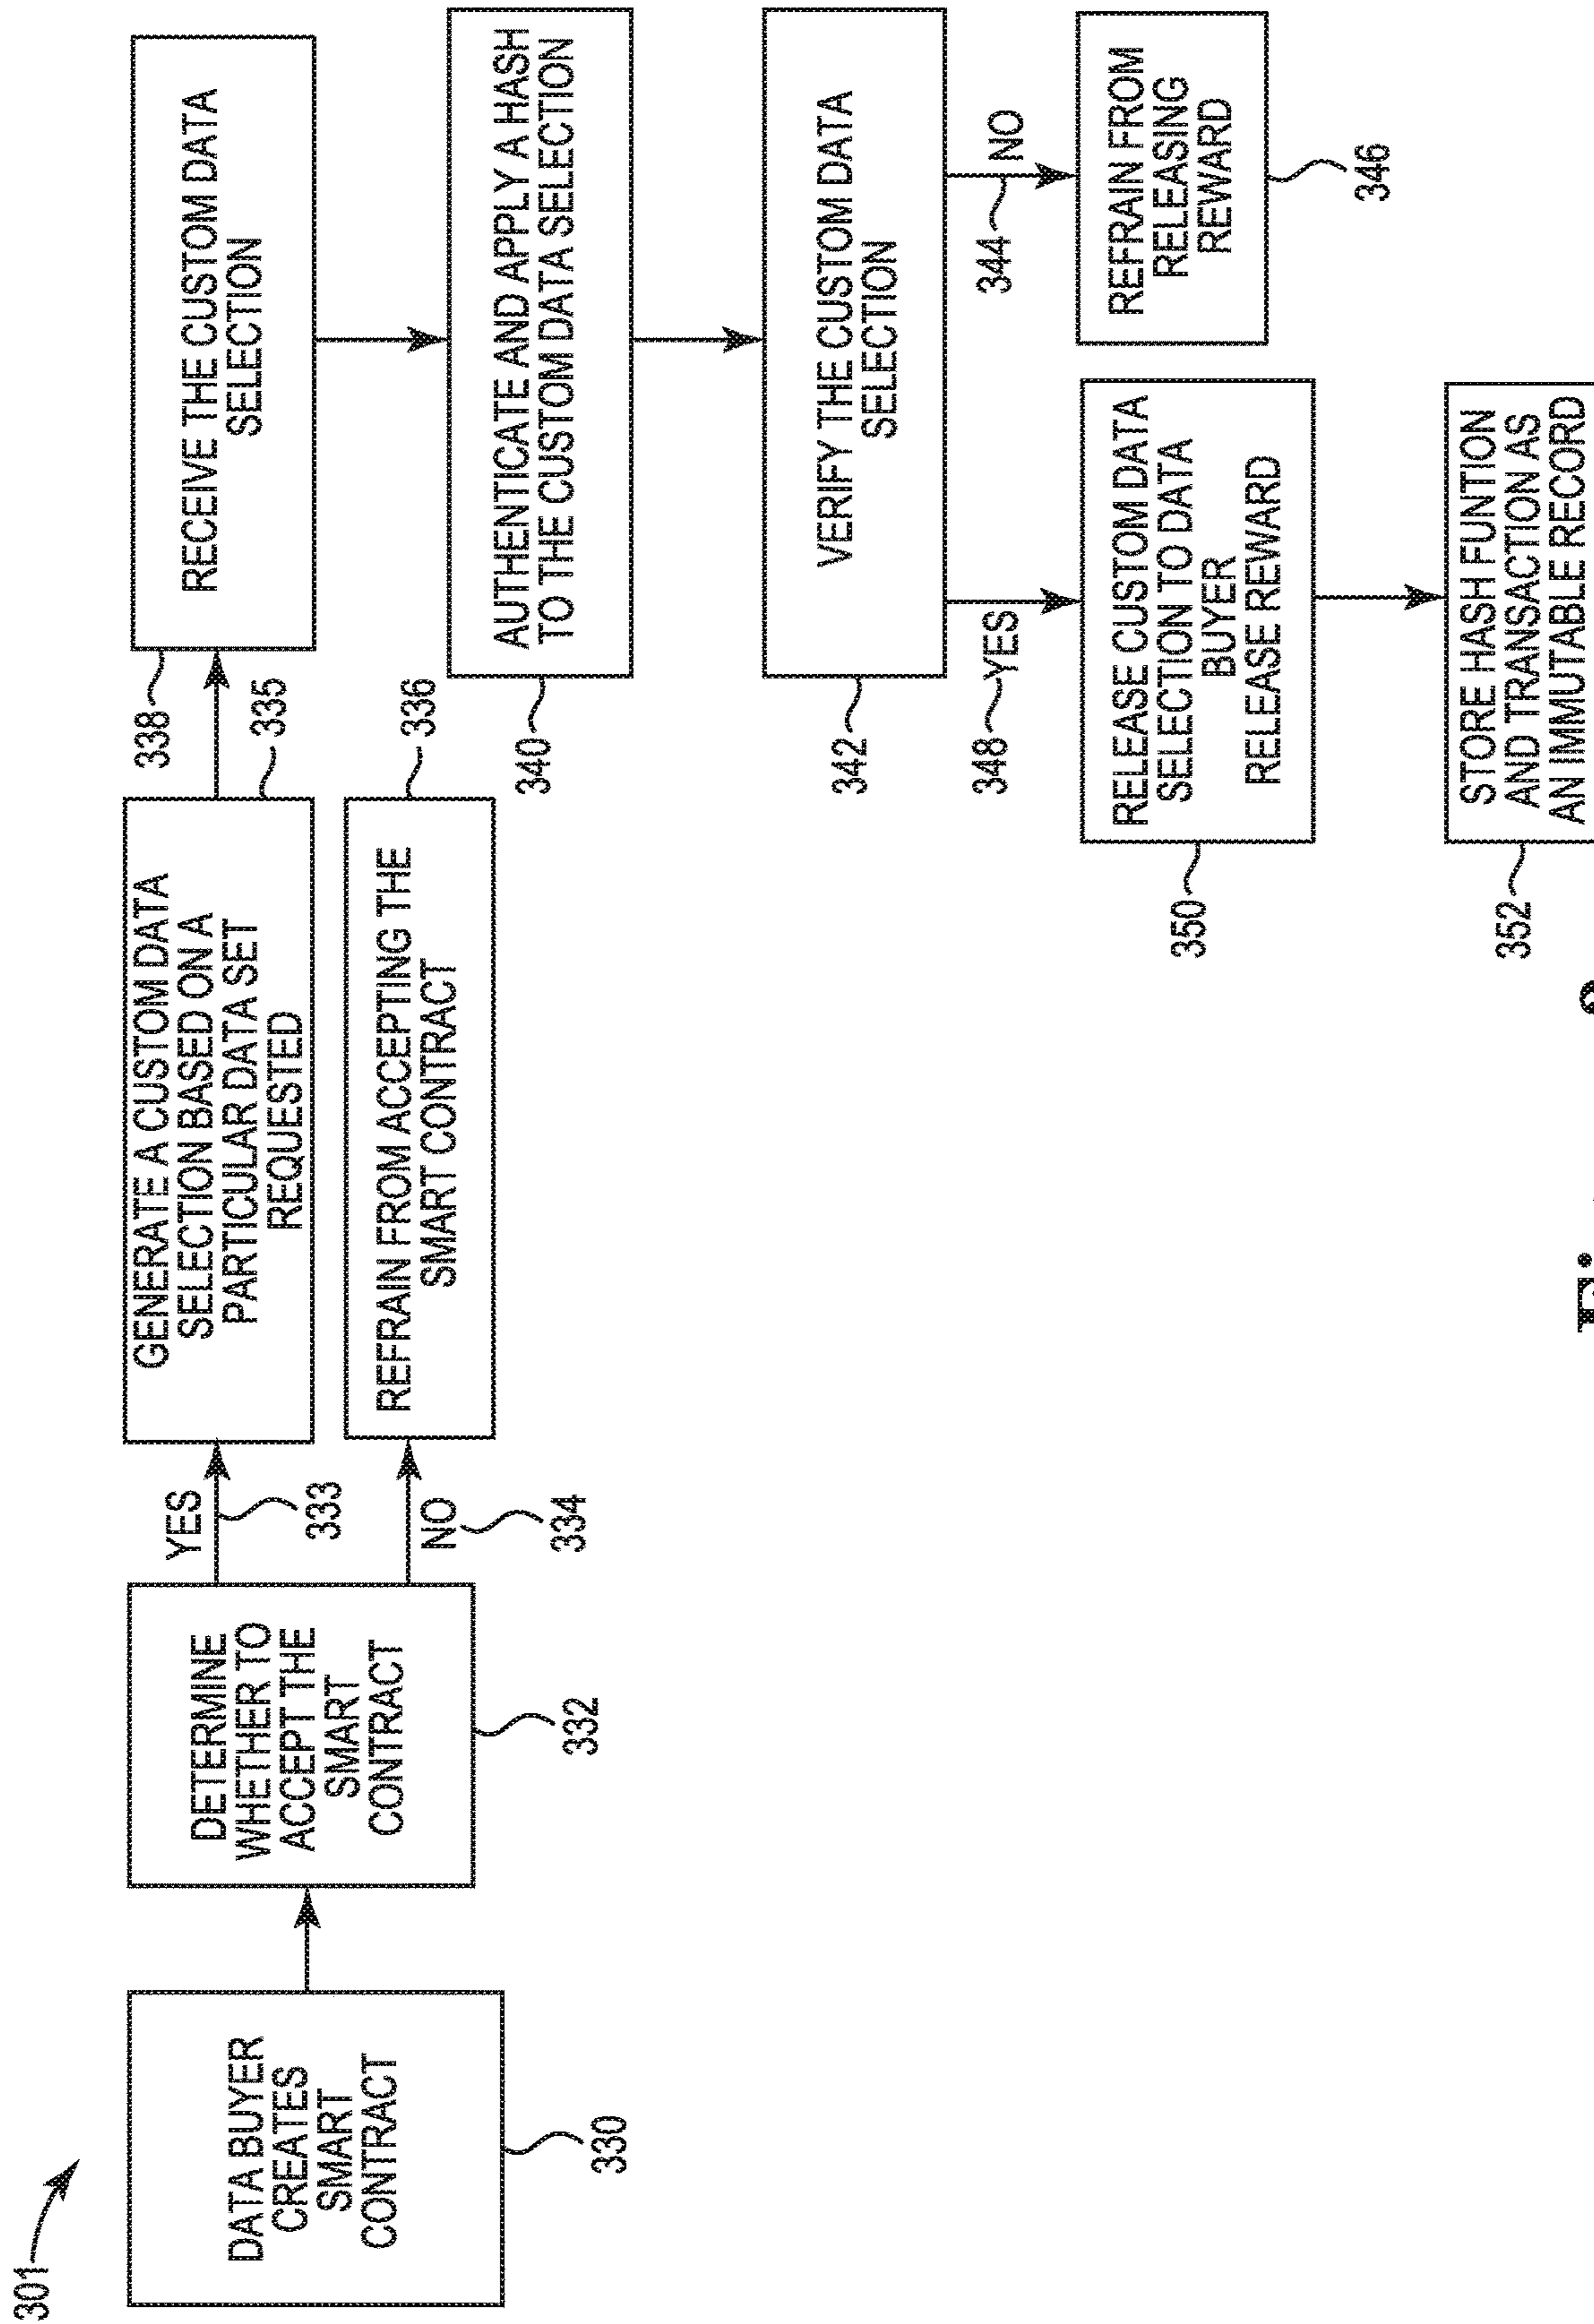 301
DATA BUYER
CREATES
SMART
CONTRACT
330
DETERMINE
WHETHER TO
ACCEPT THE
SMART
CONTRACT
332
YES
333
NO
334
GENERATE A CUSTOM DATA
SELECTION BASED ON A
PARTICULAR DATA SET
REQUESTED
335
REFRAIN FROM ACCEPTING THE
SMART CONTRACT
336
338
RECEIVE THE CUSTOM DATA
SELECTION
340
AUTHENTICATE AND APPLY A HASH
TO THE CUSTOM DATA SELECTION
342
VERIFY THE CUSTOM DATA
SELECTION
348
YES
344
NO
350
RELEASE CUSTOM DATA
SELECTION TO DATA
BUYER
RELEASE REWARD
REFRAIN FROM
RELEASING
REWARD
346
352
STORE HASH FUNTION
AND TRANSACTION AS
AN IMMUTABLE RECORD